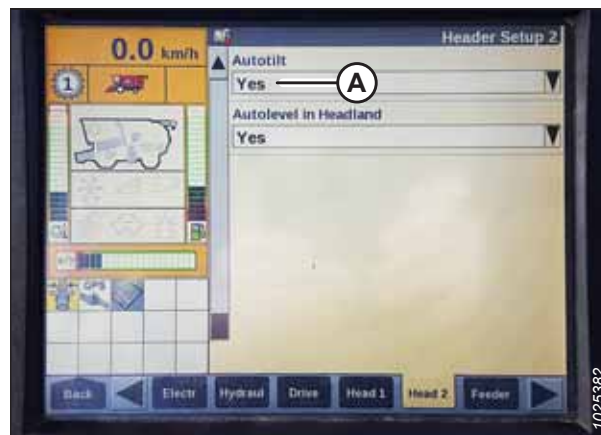 Header Setup 2
0.0 km/h
1
Autotilt
Yes
A
Autolevel in Headland
Yes
Back
Electr
Hydraul
Drive
Head 1
Head 2
Feeder
1025382